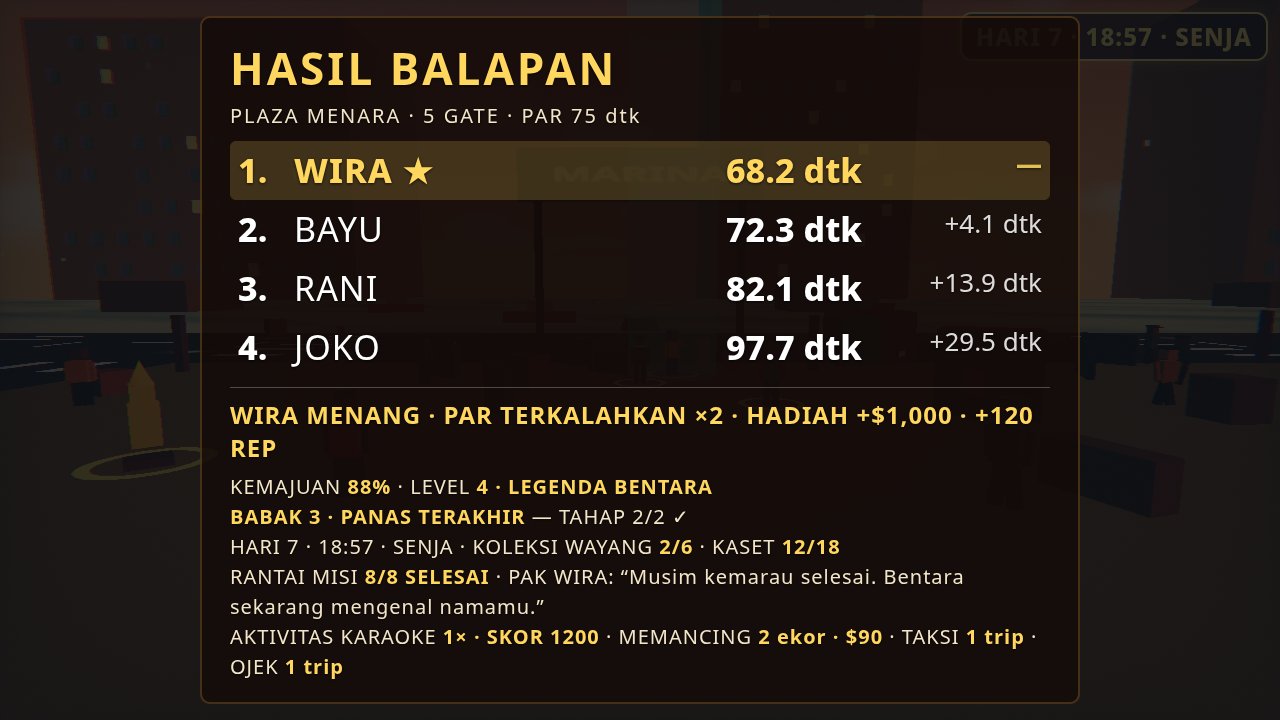 HARI 7 · 18:57 · SENJA
HASIL BALAPAN
PLAZA MENARA · 5 GATE · PAR 75 dtk
1. WIRA ★ 68.2 dtk —
2. BAYU 72.3 dtk +4.1 dtk
3. RANI 82.1 dtk +13.9 dtk
4. JOKO 97.7 dtk +29.5 dtk
MARINA
WIRA MENANG · PAR TERKALAHKAN ×2 · HADIAH +$1,000 · +120
REP
KEMAJUAN 88% · LEVEL 4 · LEGENDA BENTARA
BABAK 3 · PANAS TERAKHIR — TAHAP 2/2 ✓
HARI 7 · 18:57 · SENJA · KOLEKSI WAYANG 2/6 · KASET 12/18
RANTAI MISI 8/8 SELESAI · PAK WIRA: “Musim kemarau selesai. Bentara
sekarang mengenal namamu.”
AKTIVITAS KARAOKE 1× · SKOR 1200 · MEMANCING 2 ekor · $90 · TAKSI 1 trip ·
OJEK 1 trip